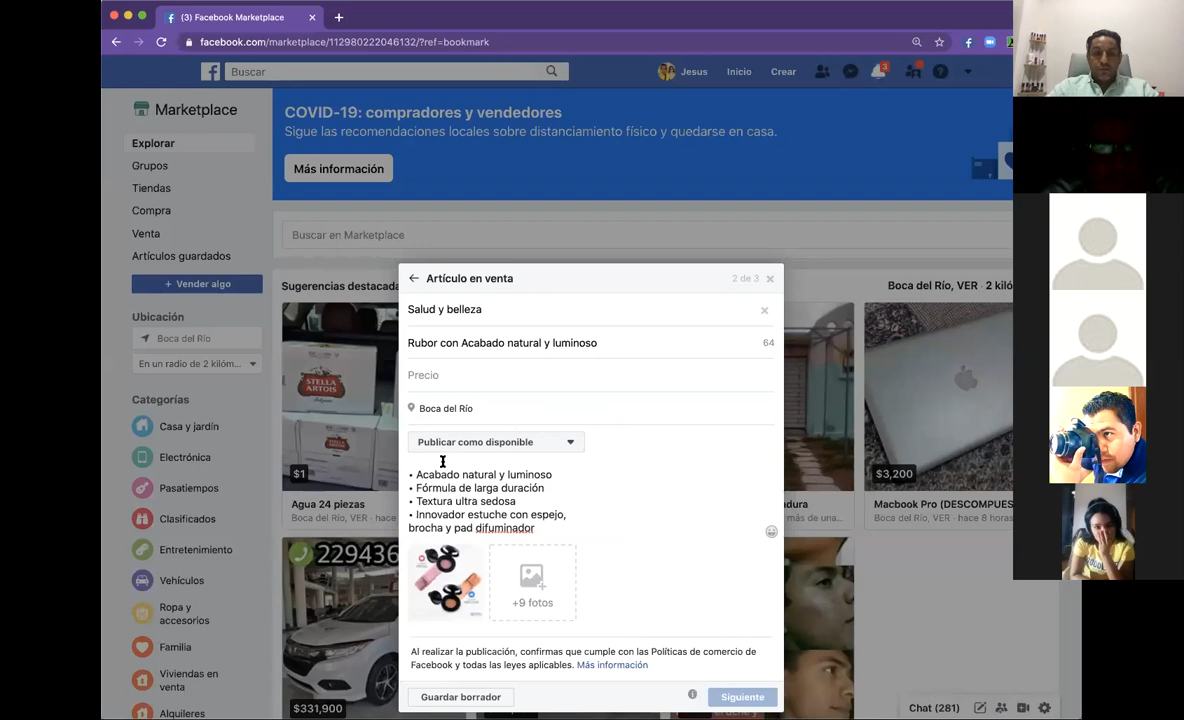 (3) Facebook Marketplace
facebook.com/marketplace/112980222046132/?ref=bookmark
Buscar
Jesus
Inicio
Crear
3
Marketplace
Explorar
Grupos
Tiendas
Compra
Venta
Artículos guardados
+ Vender algo
Ubicación
Boca del Río
En un radio de 2 kilóm...
Categorías
Casa y jardín
Electrónica
Pasatiempos
Clasificados
Entretenimiento
Vehículos
Ropa y
accesorios
Familia
Viviendas en
venta
Alquileres
COVID-19: compradores y vendedores
Sigue las recomendaciones locales sobre distanciamiento físico y quedarse en casa.
Más información
Buscar en Marketplace
Sugerencias destacada
Boca del Río, VER · 2 kiló
STELLA
ARTOIS
$1
Agua 24 piezas
Boca del Río, VER · hace
229436
$331,900
Artículo en venta
2 de 3
Salud y belleza
Rubor con Acabado natural y luminoso
64
Precio
Boca del Río
Publicar como disponible
• Acabado natural y luminoso
• Fórmula de larga duración
• Textura ultra sedosa
• Innovador estuche con espejo,
brocha y pad difuminador
+9 fotos
Al realizar la publicación, confirmas que cumple con las Políticas de comercio de
Facebook y todas las leyes aplicables. Más información
Guardar borrador
Siguiente
dura
más de una...
$3,200
Macbook Pro (DESCOMPUES
Boca del Río, VER · hace 8 horas
Chat (281)